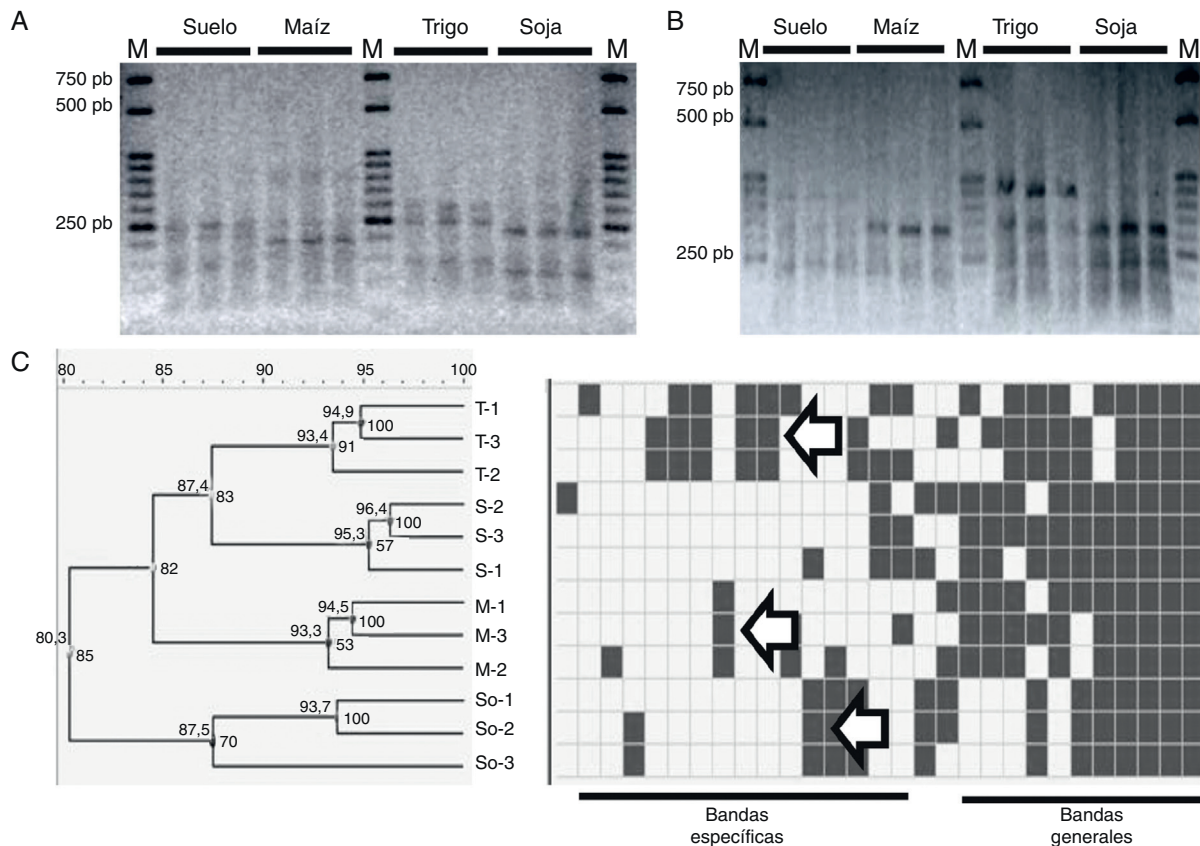 A
Suelo Maíz Trigo Soja
M M M
750 pb
500 pb
250 pb
B
Suelo Maíz Trigo Soja
M M M
750 pb
500 pb
250 pb
C
80 85 90 95 100
94,9 100 T-1
93,4 91 T-3
87,4 83 T-2
96,4 100 S-2
95,3 57 S-3
82 S-1
94,5 100 M-1
93,3 53 M-3
80,3 85 M-2
93,7 100 So-1
87,5 70 So-2
So-3
Bandas
específicas
Bandas
generales